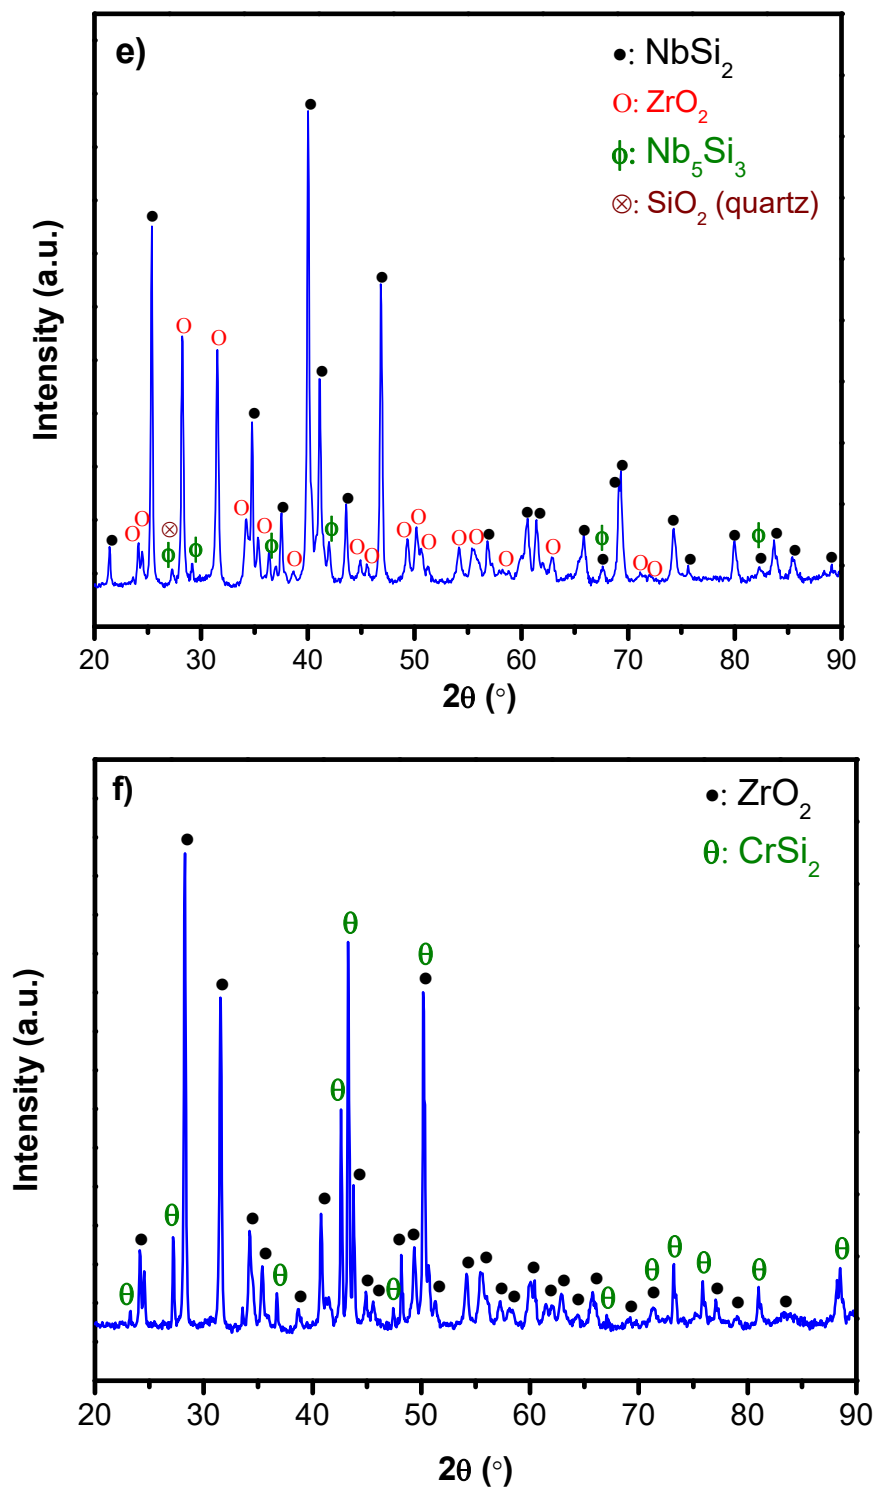 e)
●: NbSi2
O: ZrO2
ϕ: Nb5Si3
⊗: SiO2 (quartz)
Intensity (a.u.)
20 30 40 50 60 70 80 90
2θ (°)
f)
●: ZrO2
θ: CrSi2
Intensity (a.u.)
20 30 40 50 60 70 80 90
2θ (°)